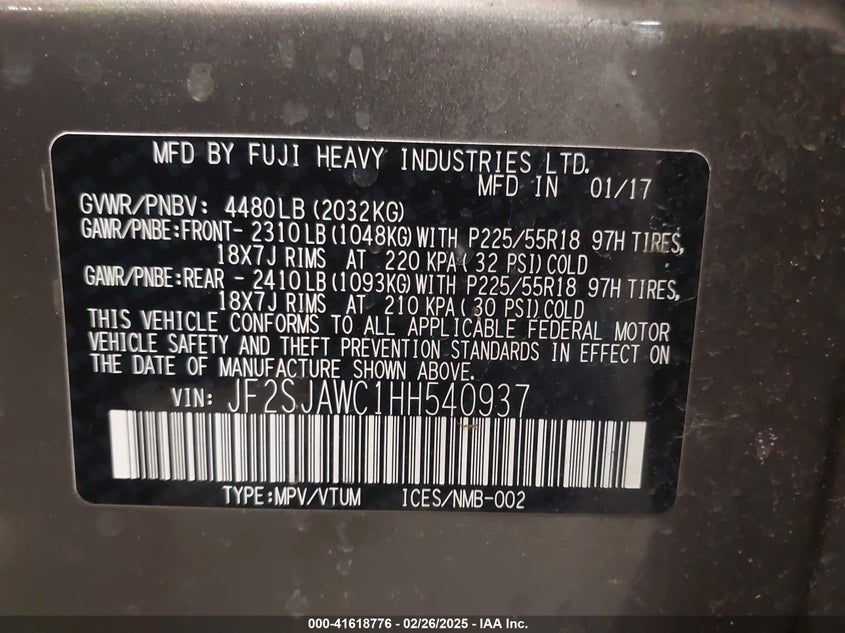 MFD BY FUJI HEAVY INDUSTRIES LTD.
MFD IN 01/17
GVWR/PNBV: 4480LB (2032KG)
GAWR/PNBE:FRONT- 2310LB (1048KG) WITH P225/55R18 97H TIRES,
18X7J RIMS AT 220 KPA( 32 PSI) COLD
GAWR/PNBE:REAR - 2410LB (1093KG) WITH P225/55R18 97H TIRES,
18X7J RIMS AT 210 KPA( 30 PSI) COLD
THIS VEHICLE CONFORMS TO ALL APPLICABLE FEDERAL MOTOR
VEHICLE SAFETY AND THEFT PREVENTION STANDARDS IN EFFECT ON
THE DATE OF MANUFACTURE SHOWN ABOVE.
VIN: JF2SJAWC1HH540937
TYPE:MPV/VTUM ICES/NMB-002
000-41618776 - 02/26/2025 - IAA Inc.